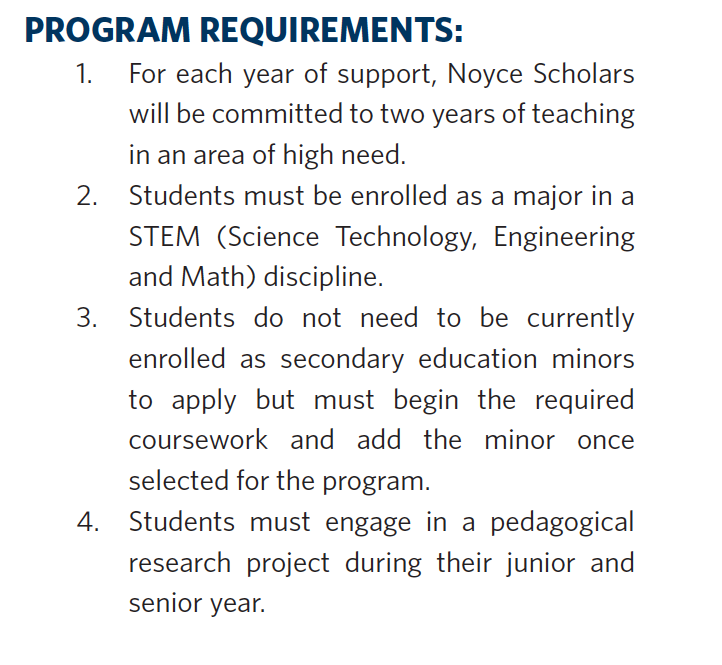 PROGRAM REQUIREMENTS:
1. For each year of support, Noyce Scholars
will be committed to two years of teaching
in an area of high need.
2. Students must be enrolled as a major in a
STEM (Science Technology, Engineering
and Math) discipline.
3. Students do not need to be currently
enrolled as secondary education minors
to apply but must begin the required
coursework and add the minor once
selected for the program.
4. Students must engage in a pedagogical
research project during their junior and
senior year.